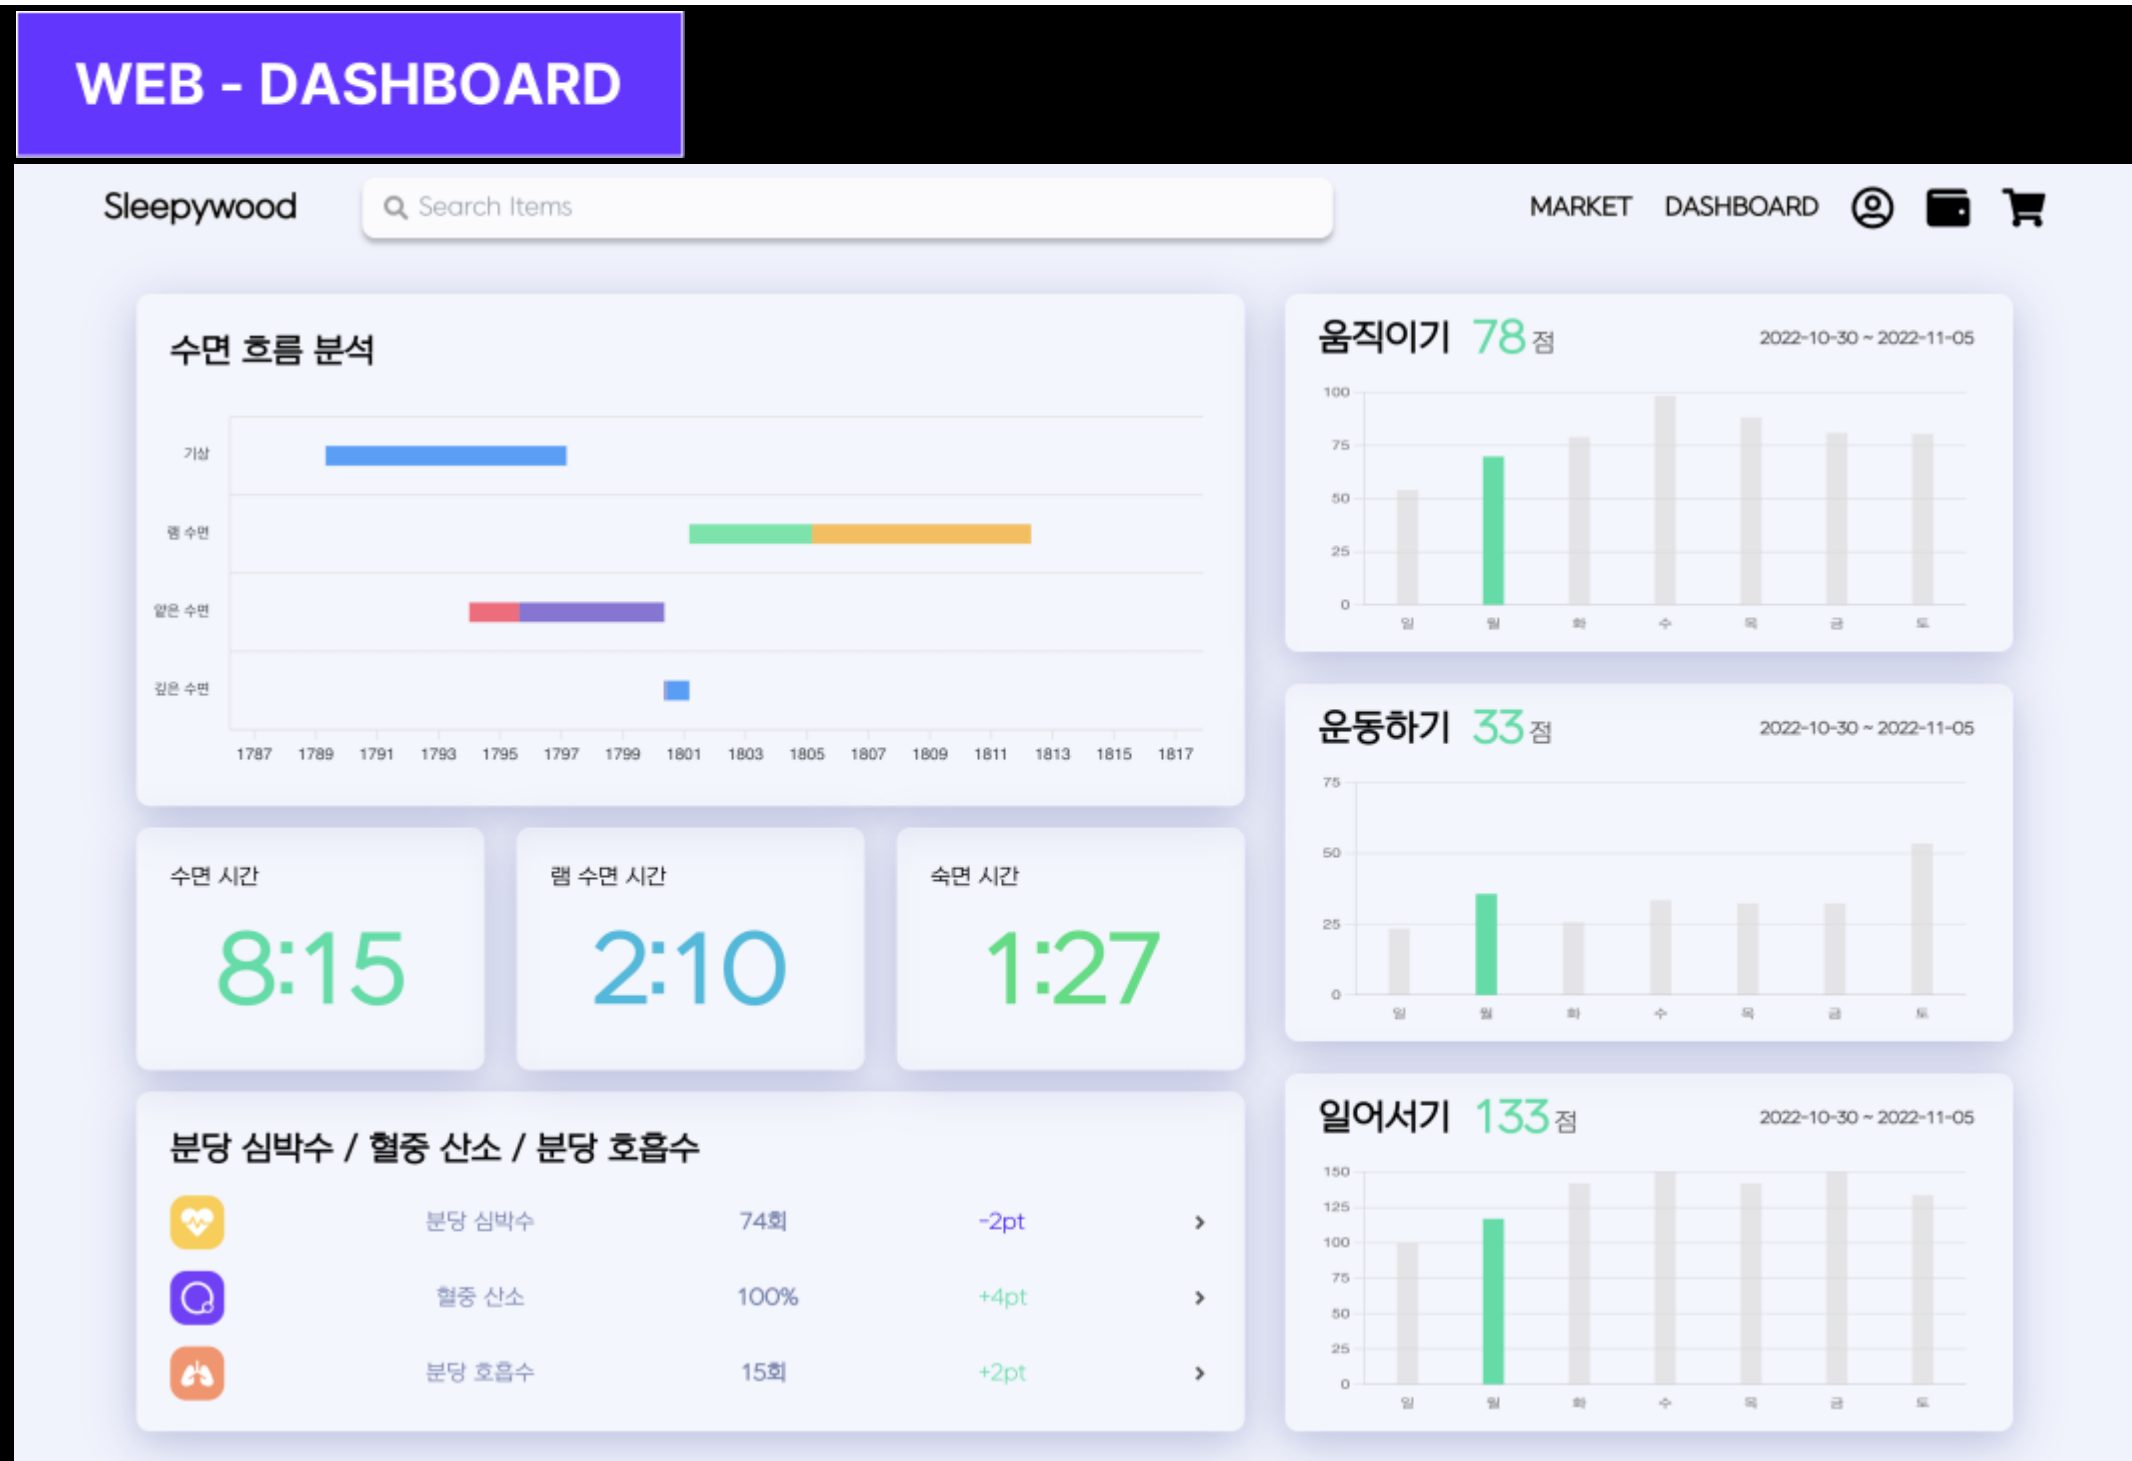 WEB - DASHBOARD
Sleepywood
Search Items
MARKET DASHBOARD
수면 흐름 분석
기상
램 수면
얕은 수면
깊은 수면
1787 1789 1791 1793 1795 1797 1799 1801 1803 1805 1807 1809 1811 1813 1815 1817
수면 시간
8:15
램 수면 시간
2:10
숙면 시간
1:27
분당 심박수 / 혈중 산소 / 분당 호흡수
분당 심박수 74회 -2pt
혈중 산소 100% +4pt
분당 호흡수 15회 +2pt
움직이기 78점 2022-10-30 ~ 2022-11-05
100
75
50
25
0
일 월 화 수 목 금 토
운동하기 33점 2022-10-30 ~ 2022-11-05
75
50
25
0
일 월 화 수 목 금 토
일어서기 133점 2022-10-30 ~ 2022-11-05
150
125
100
75
50
25
0
일 월 화 수 목 금 토